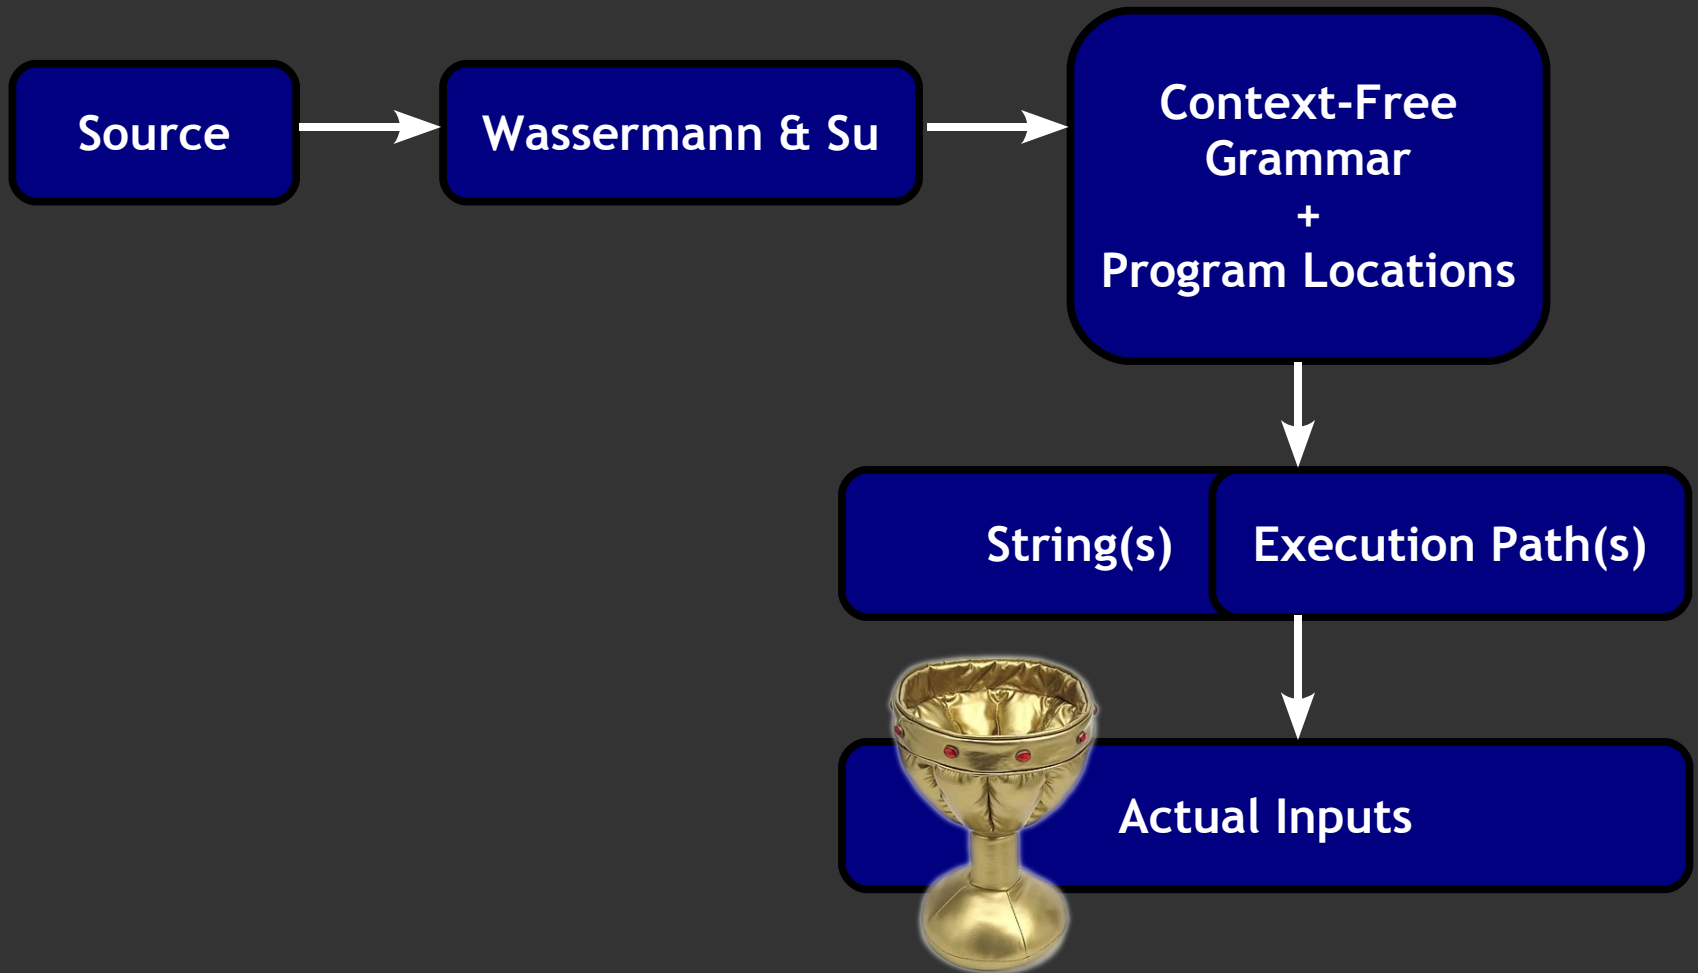 Source
Wassermann & Su
Context-Free
Grammar
+
Program Locations
String(s)
Execution Path(s)
Actual Inputs